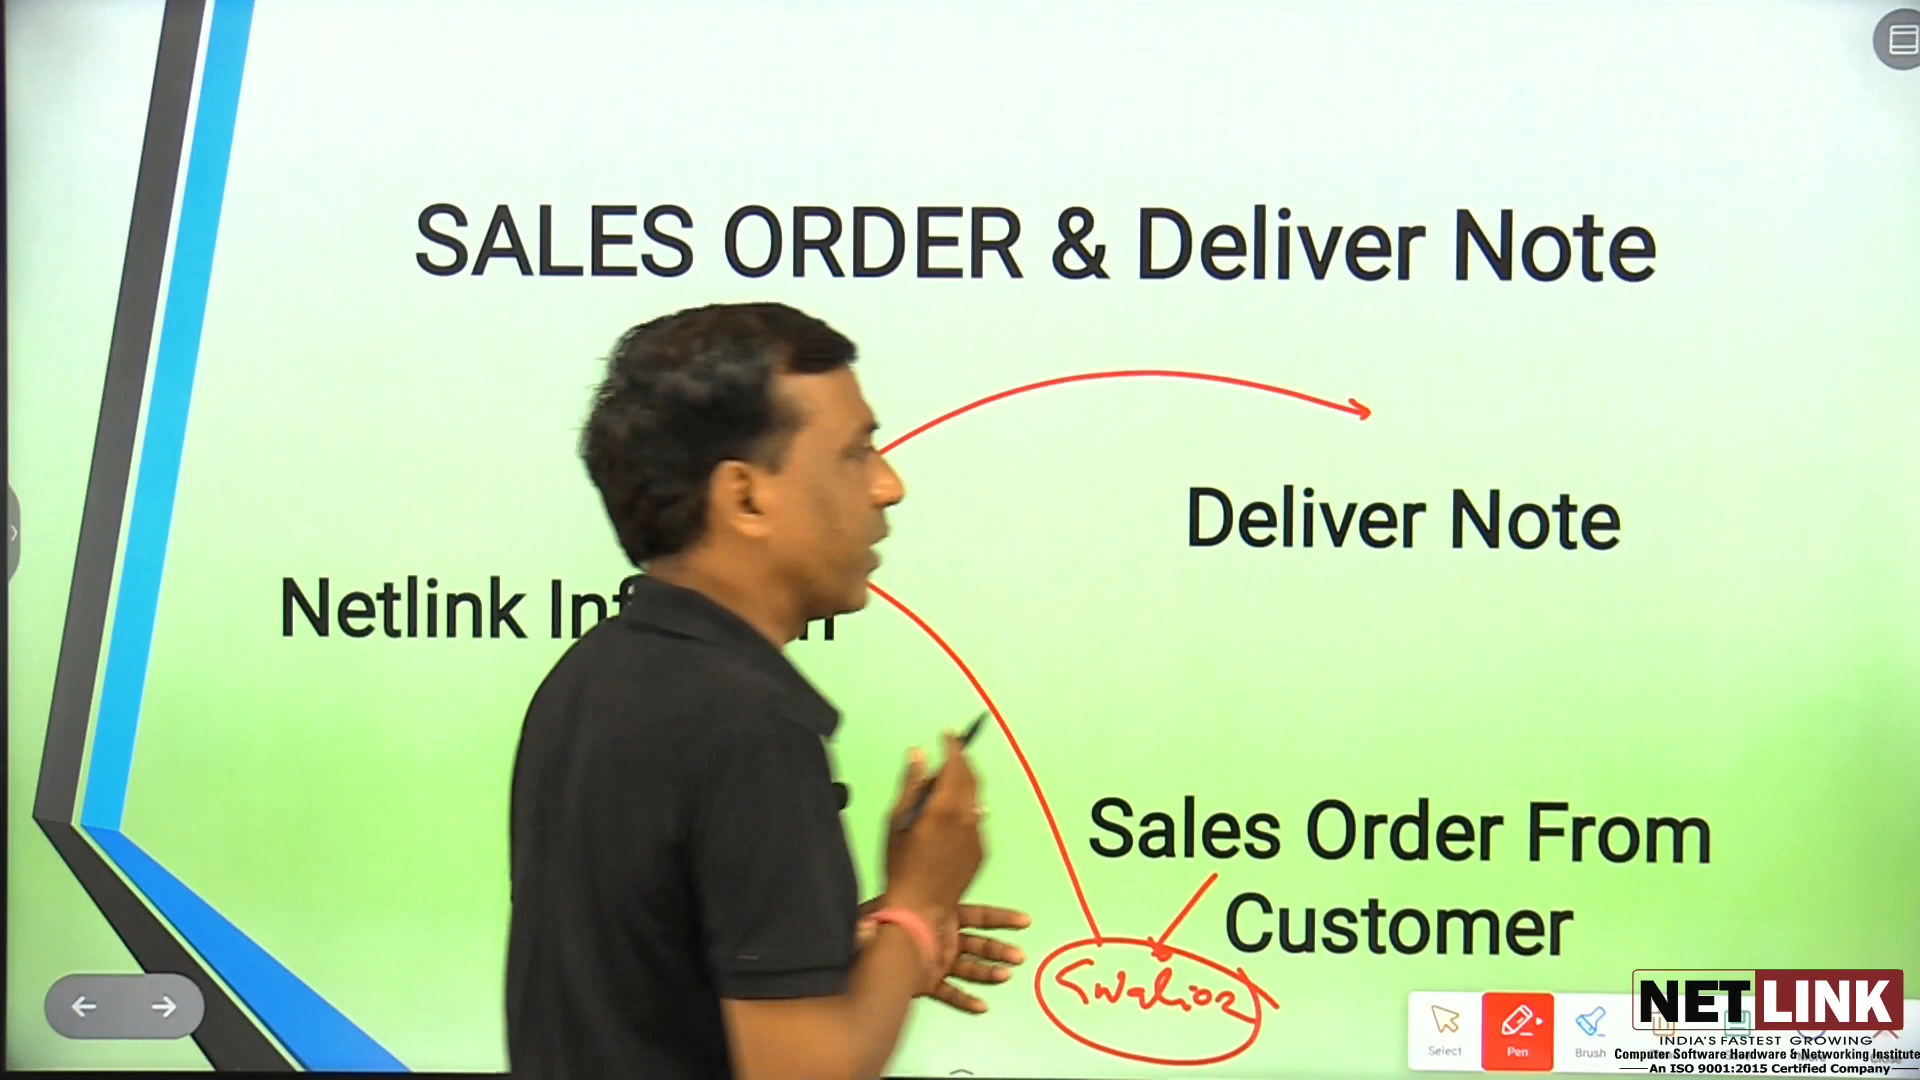 SALES ORDER & Deliver Note
Deliver Note
Netlink In
Sales Order From
Customer
Gwalior
Select
Pen
Brush
NETLINK
INDIA'S FASTEST GROWING
Computer Software Hardware & Networking Institute
An ISO 9001:2015 Certified Company